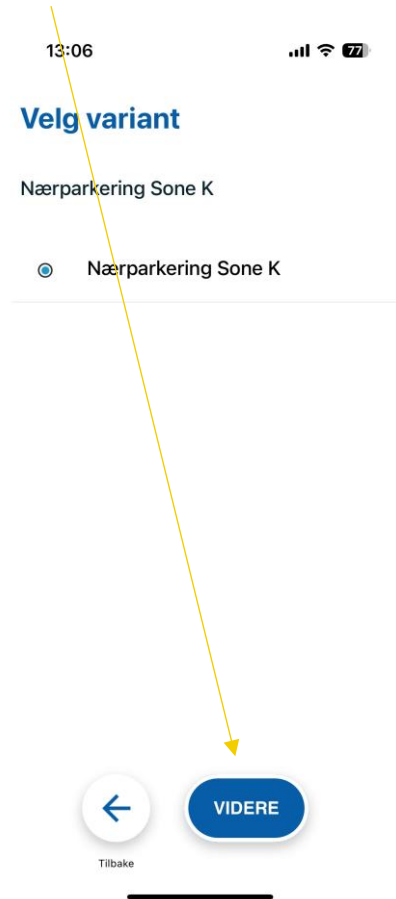 13:06 77
Velg variant
Nærparkering Sone K
Nærparkering Sone K
VIDERE
Tilbake